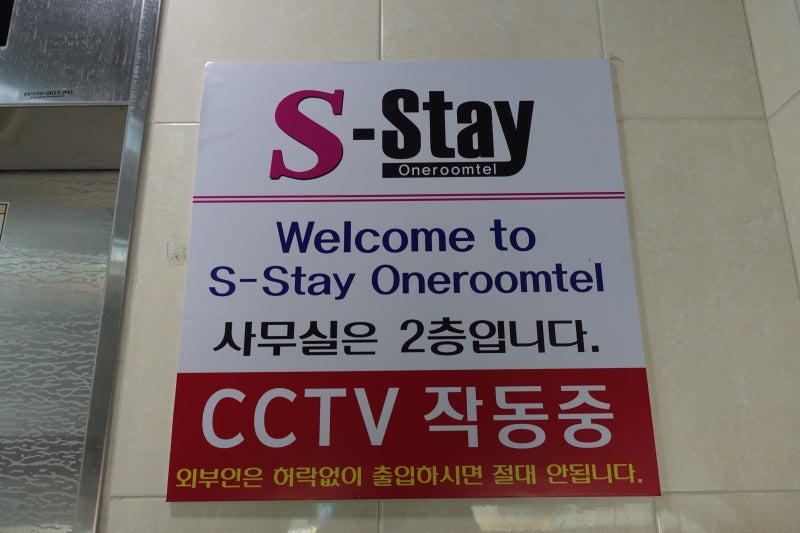 S-Stay
Oneroomtel
Welcome to
S-Stay Oneroomtel
사무실은 2층입니다.
CCTV 작동중
외부인은 허락없이 출입하시면 절대 안됩니다.